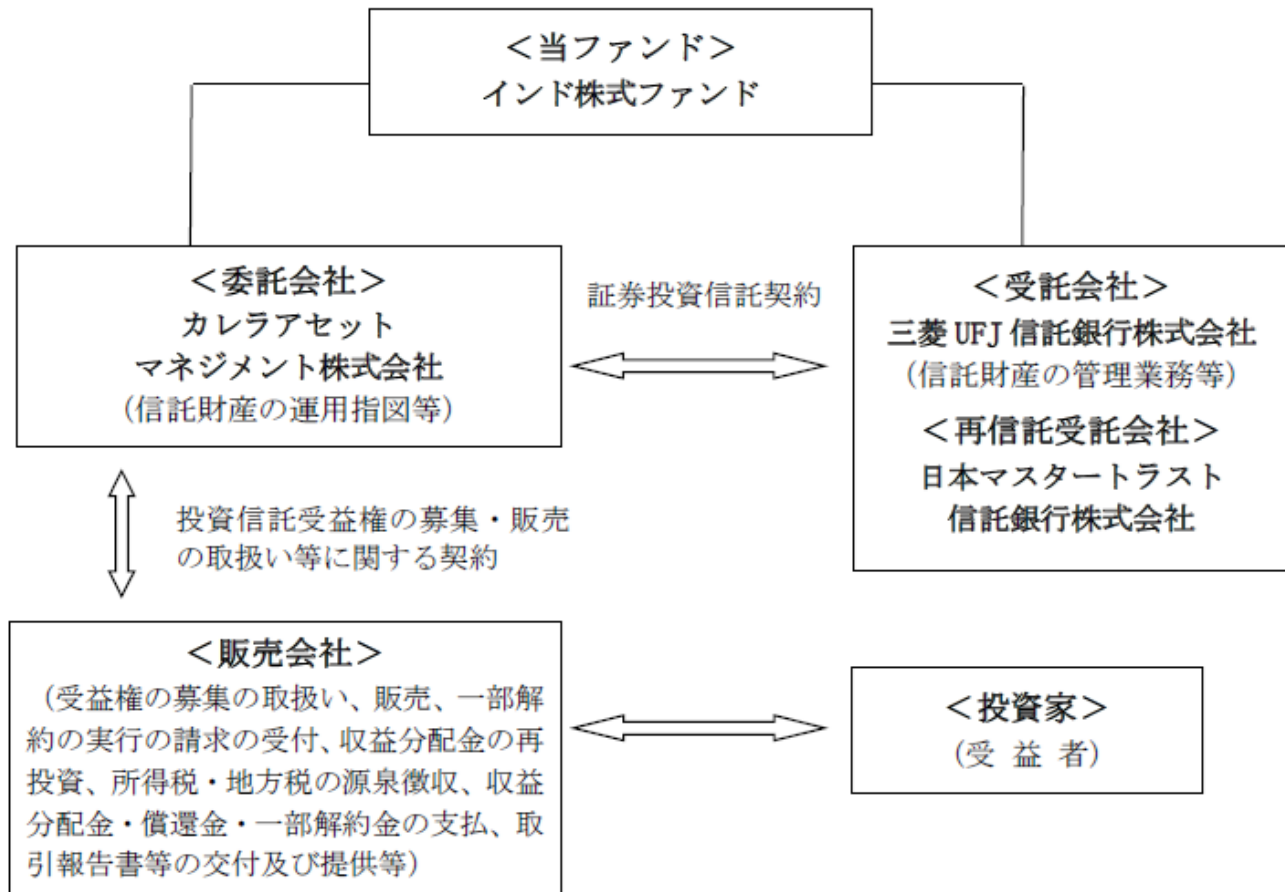 ＜当ファンド＞
インド株式ファンド
＜委託会社＞
カレラアセット
マネジメント株式会社
（信託財産の運用指図等）
証券投資信託契約
＜受託会社＞
三菱 UFJ 信託銀行株式会社
（信託財産の管理業務等）
＜再信託受託会社＞
日本マスタートラスト
信託銀行株式会社
投資信託受益権の募集・販売
の取扱い等に関する契約
＜販売会社＞
（受益権の募集の取扱い、販売、一部解
約の実行の請求の受付、収益分配金の再
投資、所得税・地方税の源泉徴収、収益
分配金・償還金・一部解約金の支払、取
引報告書等の交付及び提供等）
＜投資家＞
（受 益 者）